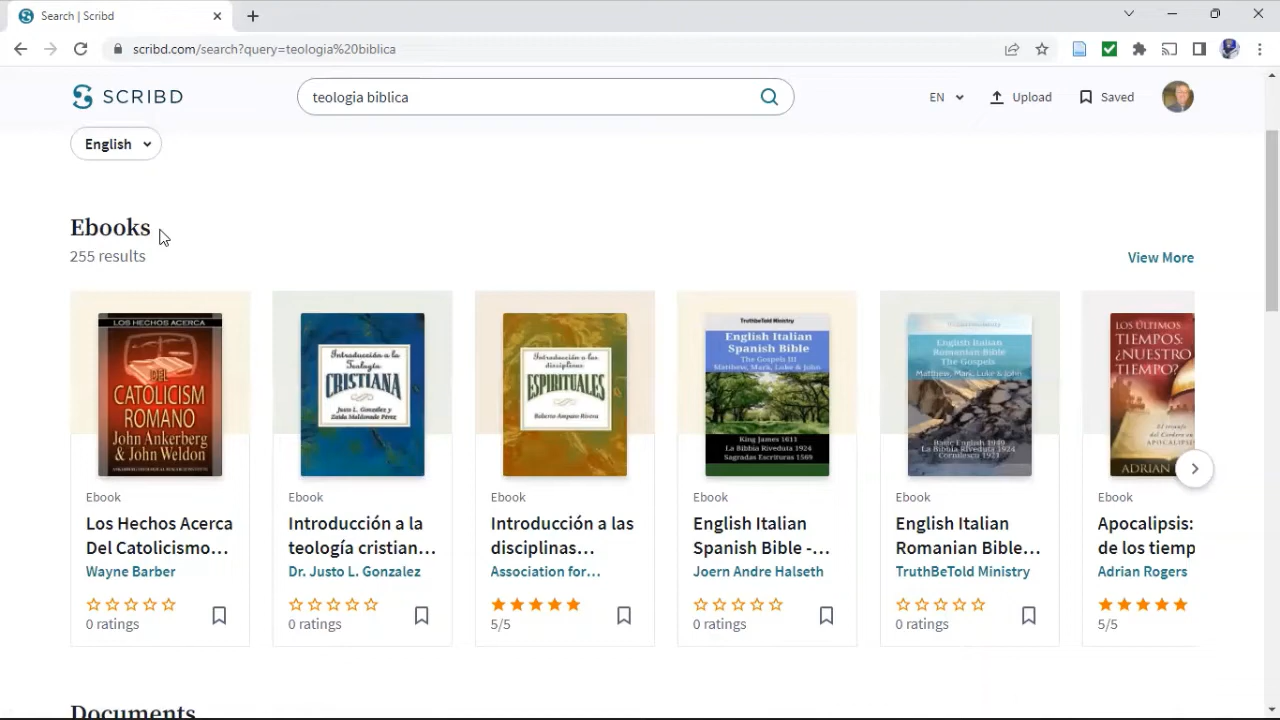 Search | Scribd
scribd.com/search?query=teologia%20biblica
SCRIBD
teologia biblica
EN
Upload
Saved
English
Ebooks
255 results
View More
LOS HECHOS ACERCA
DEL
CATOLICISM
ROMANO
John Ankerberg
& John Weldon
Ebook
Los Hechos Acerca
Del Catolicismo...
Wayne Barber
0 ratings
Introducción a la
Teología
CRISTIANA
Justo L. González y
Zaida Maldonado Pérez
Ebook
Introducción a la
teología cristian...
Dr. Justo L. Gonzalez
0 ratings
Introducción a las
disciplinas
ESPIRITUALES
Roberto Amparo Rivera
Ebook
Introducción a las
disciplinas...
Association for...
5/5
TruthBeTold Ministry
English Italian
Spanish Bible
The Gospels III
Matthew, Mark, Luke & John
King James 1611
La Bibbia Riveduta 1924
Sagradas Escrituras 1569
Ebook
English Italian
Spanish Bible -...
Joern Andre Halseth
0 ratings
TruthBeTold Ministry
English Italian
Romanian Bible
The Gospels
Matthew, Mark, Luke & John
Basic English 1949
La Bibbia Riveduta 1924
Cornilescu 1921
Ebook
English Italian
Romanian Bible...
TruthBeTold Ministry
0 ratings
LOS ÚLTIMOS
TIEMPOS:
¿NUESTRO
TIEMPO?
El triunfo
del Cordero en
APOCALIPSI
ADRIAN
Ebook
Apocalipsis:
de los tiemp
Adrian Rogers
5/5
Documents